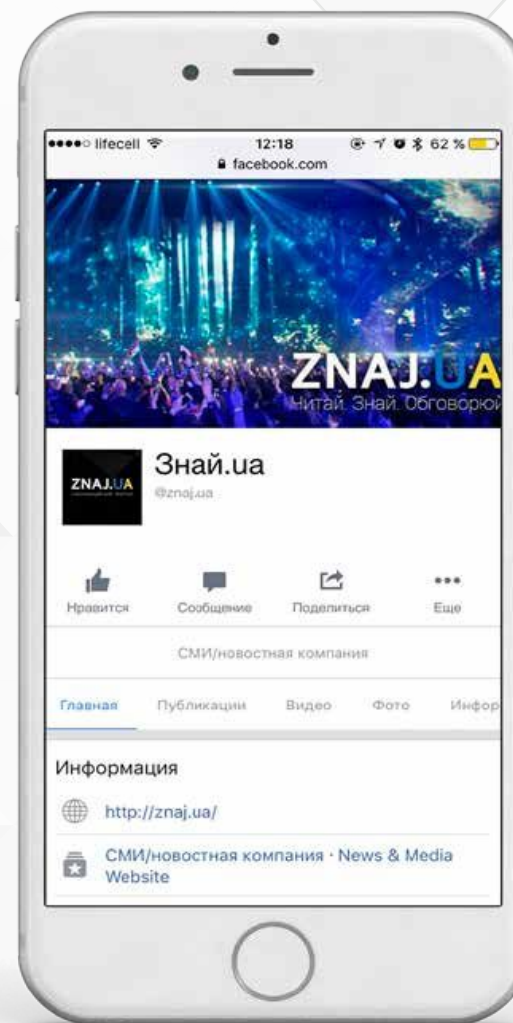 lifecell 12:18 62 %
facebook.com
ZNAJ.UA
Читай. Знай. Обговорюй
ZNAJ.UA
Знай.ua
@znaj.ua
Нравится Сообщение Поделиться Еще
СМИ/новостная компания
Главная Публикации Видео Фото Инфор
Информация
http://znaj.ua/
СМИ/новостная компания · News & Media
Website